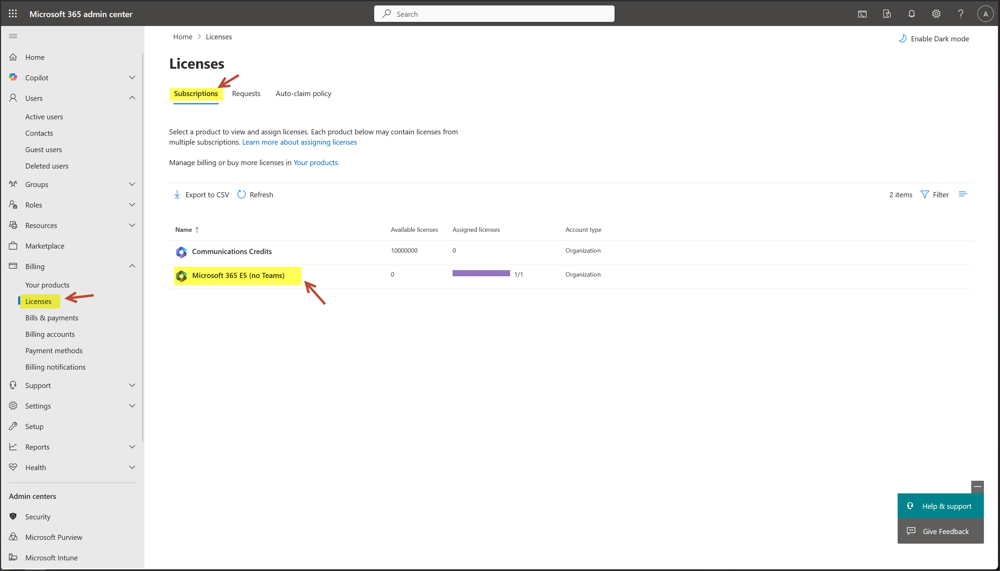 Microsoft 365 admin center
Search
A
Home
Copilot
Users
Active users
Contacts
Guest users
Deleted users
Groups
Roles
Resources
Marketplace
Billing
Your products
Licenses
Bills & payments
Billing accounts
Payment methods
Billing notifications
Support
Settings
Setup
Reports
Health
Admin centers
Security
Microsoft Purview
Microsoft Intune
Home > Licenses
Enable Dark mode
Licenses
Subscriptions Requests Auto-claim policy
Select a product to view and assign licenses. Each product below may contain licenses from
multiple subscriptions. Learn more about assigning licenses
Manage billing or buy more licenses in Your products.
Export to CSV Refresh 2 items Filter
Name ↑ Available licenses Assigned licenses Account type
Communications Credits 10000000 0 Organization
Microsoft 365 E5 (no Teams) 0 1/1 Organization
Help & support
Give Feedback